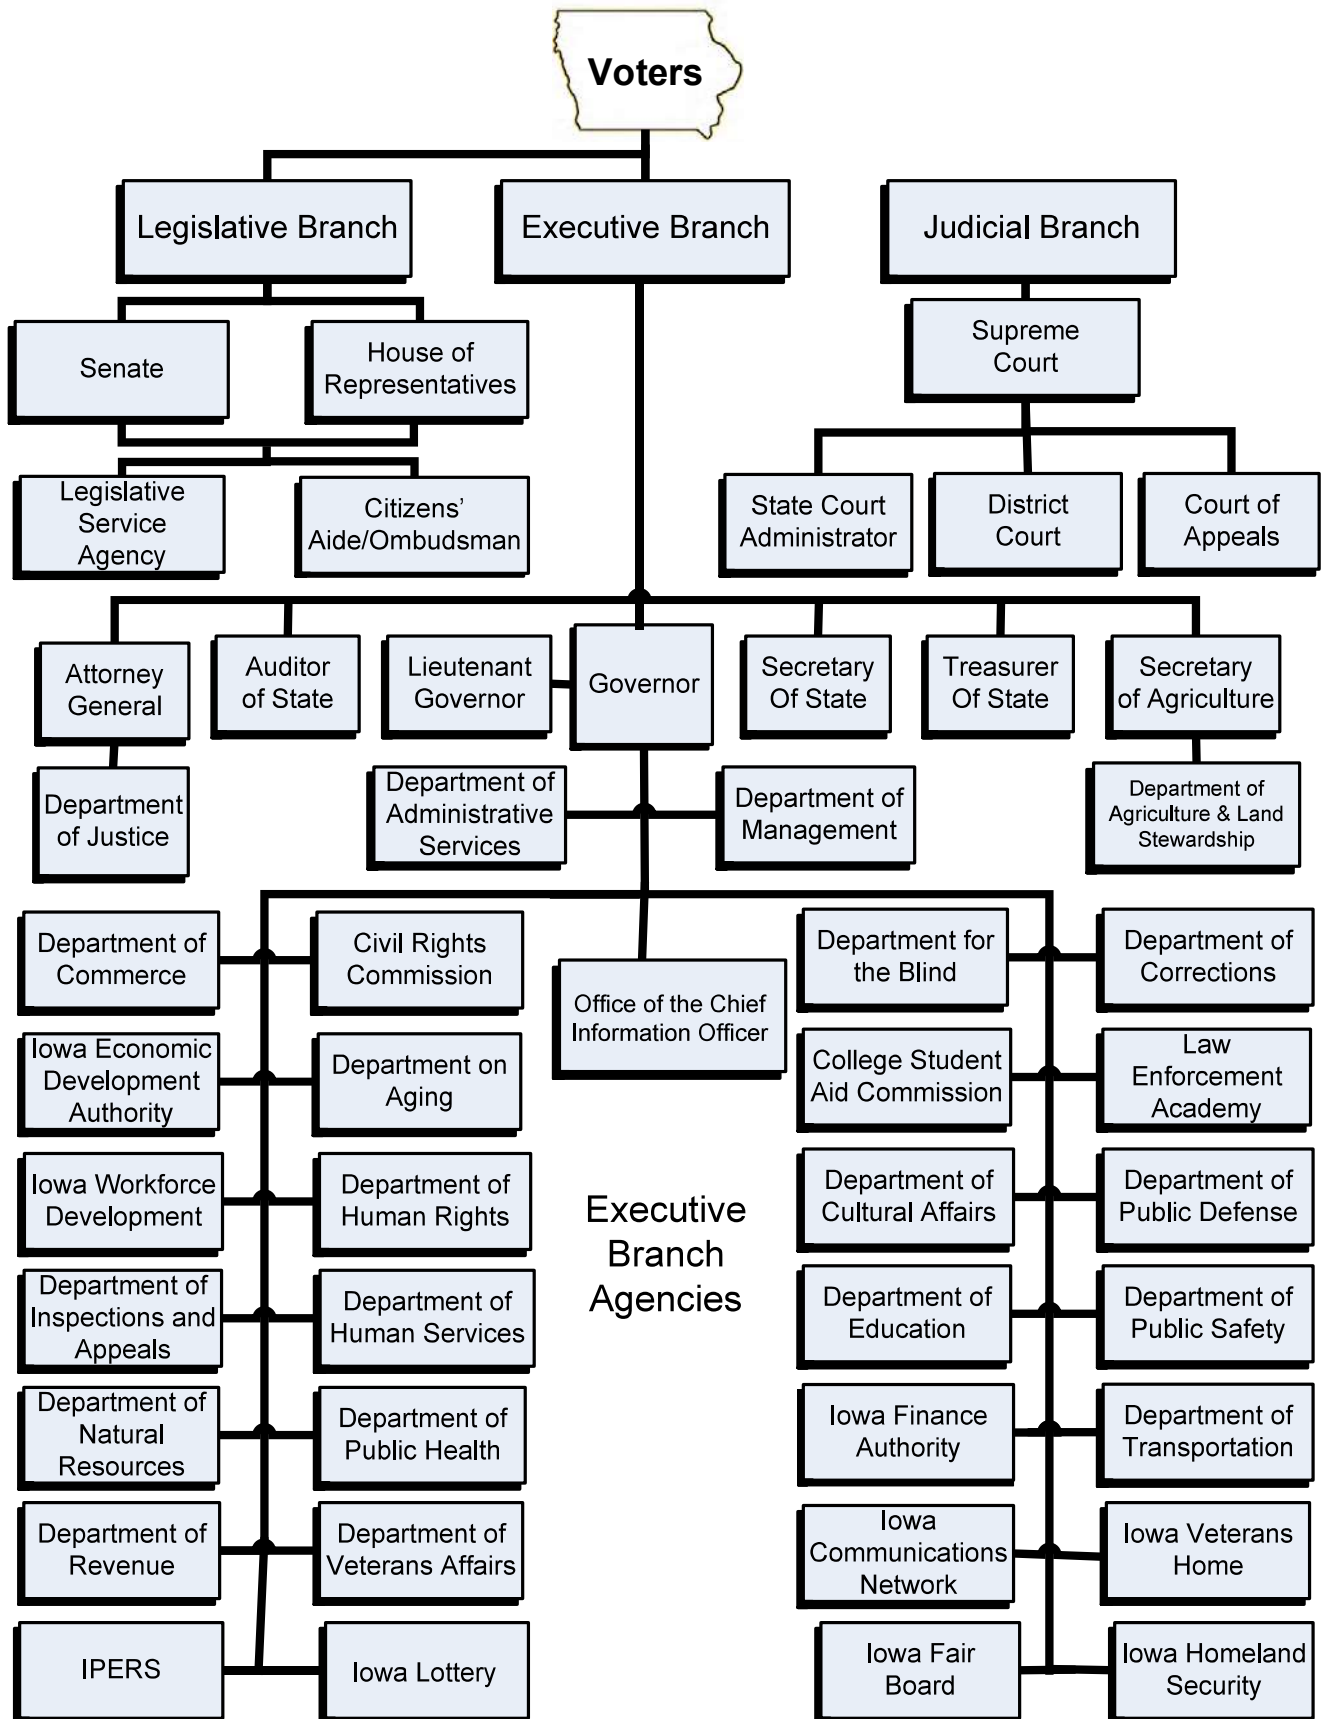 Voters
Legislative Branch
Executive Branch
Judicial Branch
Senate
House of
Representatives
Supreme
Court
Legislative
Service
Agency
Citizens’
Aide/Ombudsman
State Court
Administrator
District
Court
Court of
Appeals
Attorney
General
Auditor
of State
Lieutenant
Governor
Governor
Secretary
Of State
Treasurer
Of State
Secretary
of Agriculture
Department
of Justice
Department of
Administrative
Services
Department of
Management
Department of
Agriculture & Land
Stewardship
Department of
Commerce
Civil Rights
Commission
Office of the Chief
Information Officer
Department for
the Blind
Department of
Corrections
Iowa Economic
Development
Authority
Department on
Aging
College Student
Aid Commission
Law
Enforcement
Academy
Iowa Workforce
Development
Department of
Human Rights
Executive
Branch
Agencies
Department of
Cultural Affairs
Department of
Public Defense
Department of
Inspections and
Appeals
Department of
Human Services
Department of
Education
Department of
Public Safety
Department of
Natural
Resources
Department of
Public Health
Iowa Finance
Authority
Department of
Transportation
Department of
Revenue
Department of
Veterans Affairs
Iowa
Communications
Network
Iowa Veterans
Home
IPERS
Iowa Lottery
Iowa Fair
Board
Iowa Homeland
Security